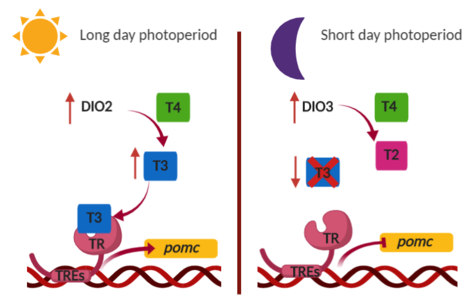 Long day photoperiod
DIO2
T4
T3
T3
TR
pomc
TREs
Short day photoperiod
DIO3
T4
T2
T3
TR
pomc
TREs